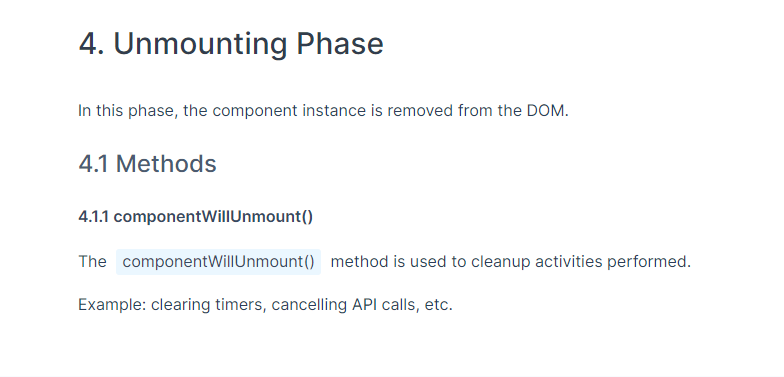 4. Unmounting Phase
In this phase, the component instance is removed from the DOM.
4.1 Methods
4.1.1 componentWillUnmount()
The componentWillUnmount() method is used to cleanup activities performed.
Example: clearing timers, cancelling API calls, etc.